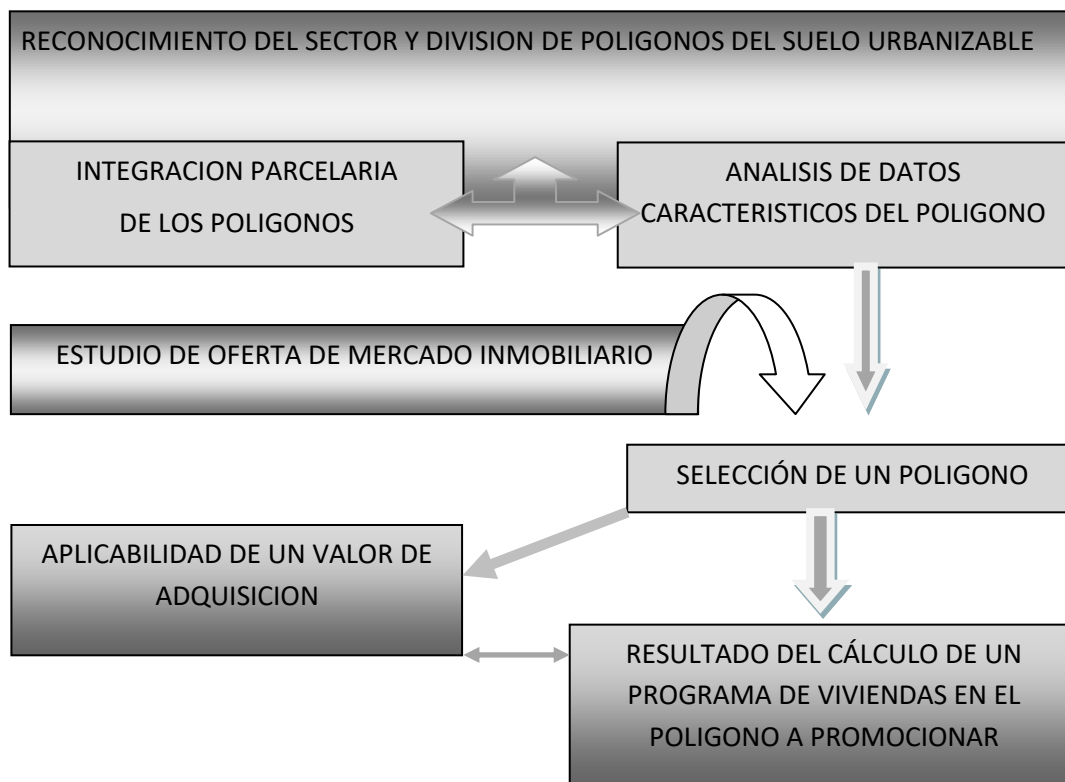 RECONOCIMIENTO DEL SECTOR Y DIVISION DE POLIGONOS DEL SUELO URBANIZABLE
INTEGRACION PARCELARIA
DE LOS POLIGONOS
ANALISIS DE DATOS
CARACTERISTICOS DEL POLIGONO
ESTUDIO DE OFERTA DE MERCADO INMOBILIARIO
SELECCIÓN DE UN POLIGONO
APLICABILIDAD DE UN VALOR DE
ADQUISICION
RESULTADO DEL CÁLCULO DE UN
PROGRAMA DE VIVIENDAS EN EL
POLIGONO A PROMOCIONAR